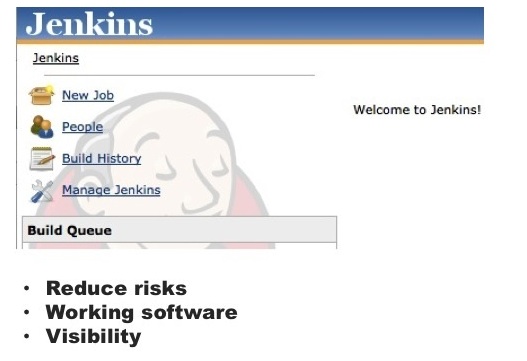 Jenkins
Jenkins
New Job
People
Build History
Manage Jenkins
Welcome to Jenkins!
Build Queue
• Reduce risks
• Working software
• Visibility